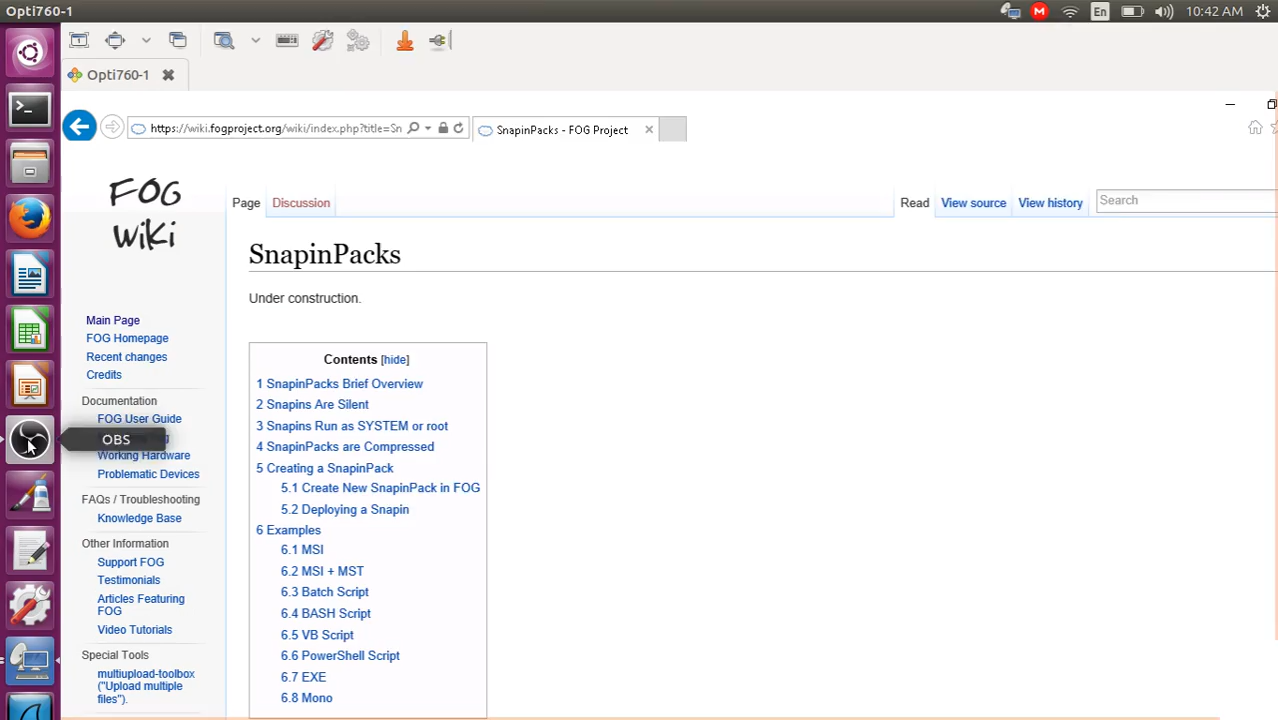 Opti760-1
En
10:42 AM
Opti760-1
https://wiki.fogproject.org/wiki/index.php?title=Sn
SnapinPacks - FOG Project
FOG
Wiki
Page
Discussion
Read
View source
View history
Search
SnapinPacks
Under construction.
Main Page
FOG Homepage
Recent changes
Credits
Documentation
FOG User Guide
OBS
Working Hardware
Problematic Devices
FAQs / Troubleshooting
Knowledge Base
Other Information
Support FOG
Testimonials
Articles Featuring
FOG
Video Tutorials
Special Tools
multiupload-toolbox
("Upload multiple
files").
Contents [hide]
1 SnapinPacks Brief Overview
2 Snapins Are Silent
3 Snapins Run as SYSTEM or root
4 SnapinPacks are Compressed
5 Creating a SnapinPack
5.1 Create New SnapinPack in FOG
5.2 Deploying a Snapin
6 Examples
6.1 MSI
6.2 MSI + MST
6.3 Batch Script
6.4 BASH Script
6.5 VB Script
6.6 PowerShell Script
6.7 EXE
6.8 Mono